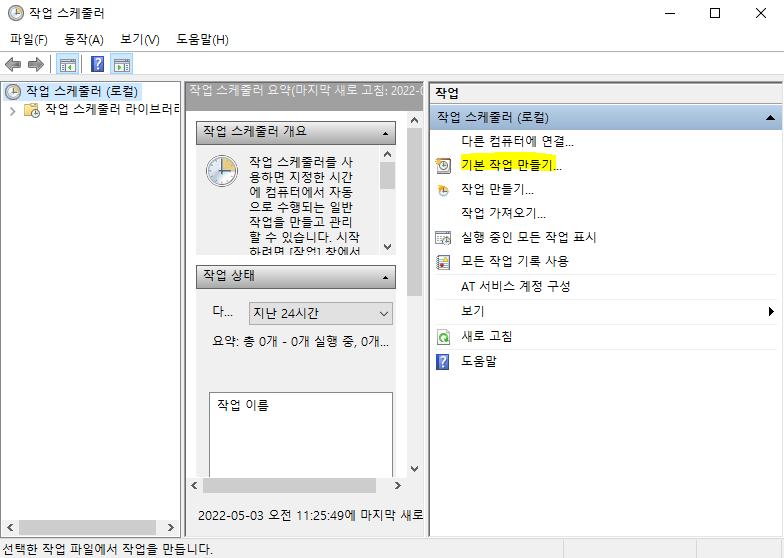 작업 스케줄러
파일(F) 동작(A) 보기(V) 도움말(H)
작업 스케줄러 (로컬)
작업 스케줄러 라이브러리
작업 스케줄러 요약(마지막 새로 고침: 2022-0
작업 스케줄러 개요
작업 스케줄러를 사
용하면 지정한 시간
에 컴퓨터에서 자동
으로 수행되는 일반
작업을 만들고 관리
할 수 있습니다. 시작
하려면 [작업] 창에서
작업 상태
다...
지난 24시간
요약: 총 0개 - 0개 실행 중, 0개...
작업 이름
2022-05-03 오전 11:25:49에 마지막 새로
작업
작업 스케줄러 (로컬)
다른 컴퓨터에 연결...
기본 작업 만들기...
작업 만들기...
작업 가져오기...
실행 중인 모든 작업 표시
모든 작업 기록 사용
AT 서비스 계정 구성
보기
새로 고침
도움말
선택한 작업 파일에서 작업을 만듭니다.